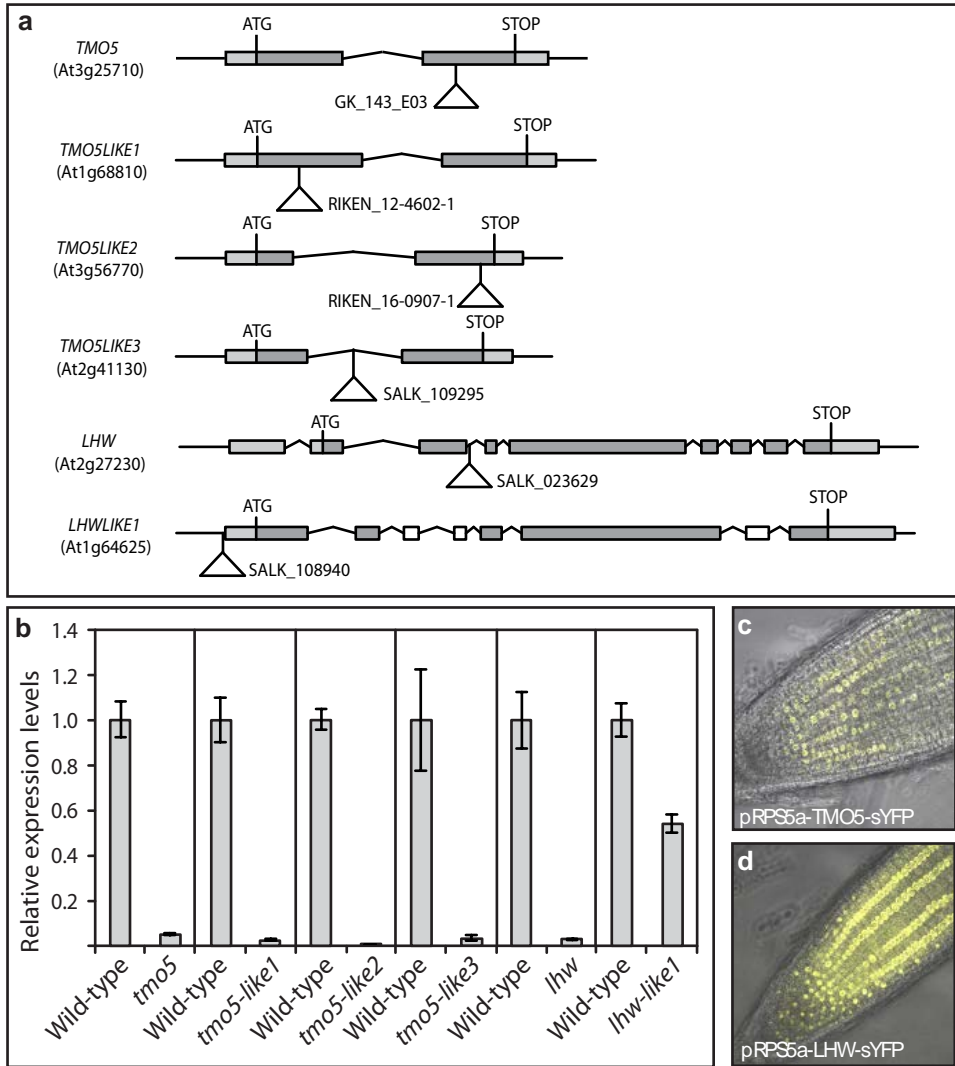 a
ATG
STOP
TMO5
(At3g25710)
GK_143_E03
ATG
STOP
TMO5LIKE1
(At1g68810)
RIKEN_12-4602-1
ATG
STOP
TMO5LIKE2
(At3g56770)
RIKEN_16-0907-1
ATG
STOP
TMO5LIKE3
(At2g41130)
SALK_109295
ATG
STOP
LHW
(At2g27230)
SALK_023629
ATG
STOP
LHWLIKE1
(At1g64625)
SALK_108940
b
Relative expression levels
1.4
1.2
1.0
0.8
0.6
0.4
0.2
Wild-type
tmo5
Wild-type
tmo5-like1
Wild-type
tmo5-like2
Wild-type
tmo5-like3
Wild-type
lhw
Wild-type
lhw-like1
c
pRPS5a-TMO5-sYFP
d
pRPS5a-LHW-sYFP